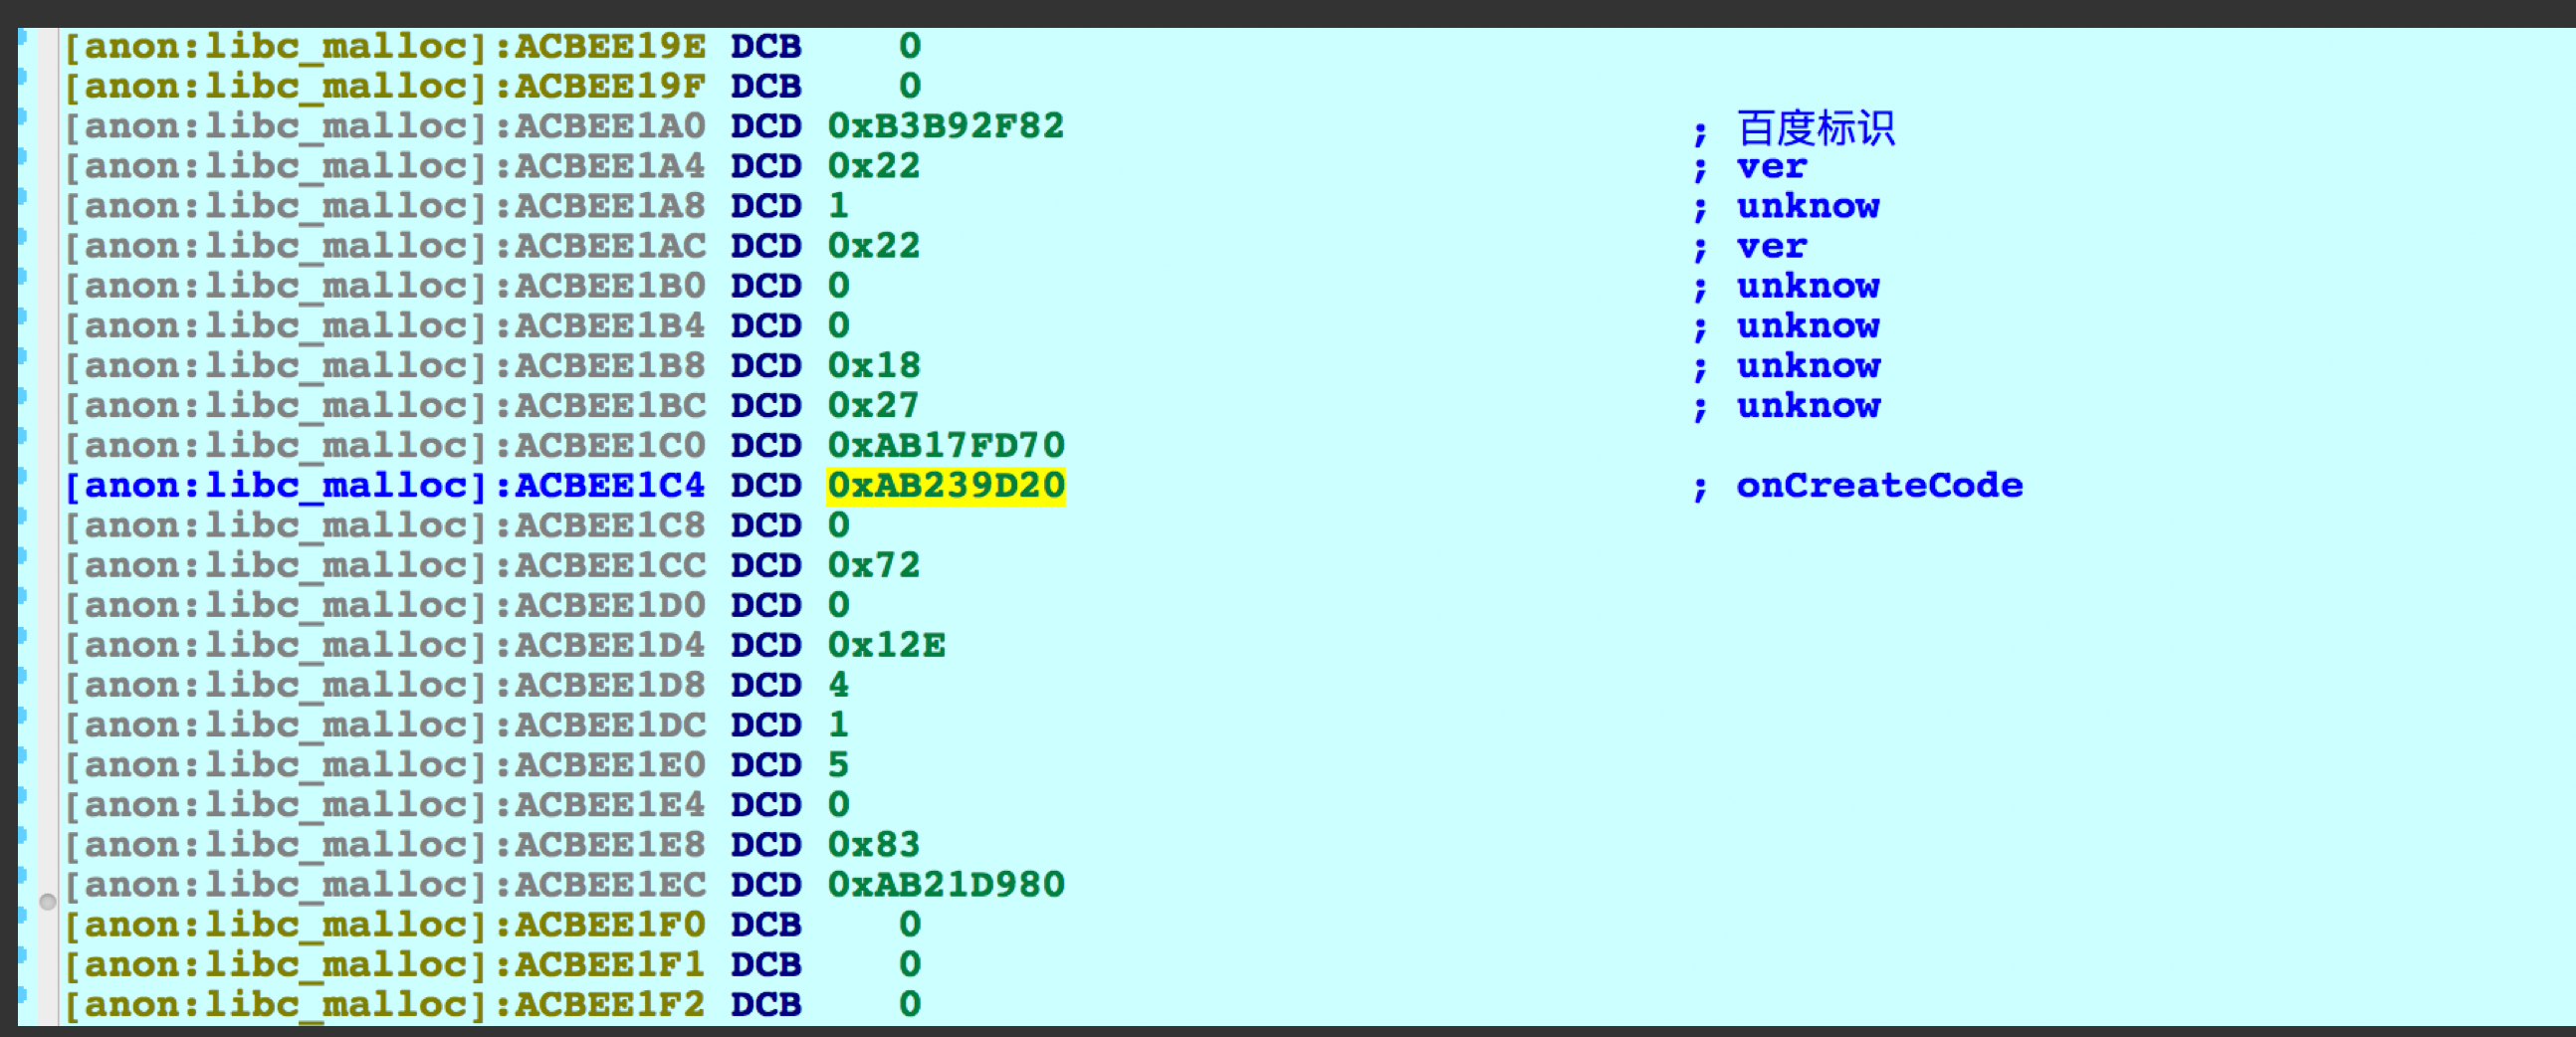 [anon:libc_malloc]:ACBEE19E DCB 0
[anon:libc_malloc]:ACBEE19F DCB 0
[anon:libc_malloc]:ACBEE1A0 DCD 0xB3B92F82 ; 百度标识
[anon:libc_malloc]:ACBEE1A4 DCD 0x22 ; ver
[anon:libc_malloc]:ACBEE1A8 DCD 1 ; unknow
[anon:libc_malloc]:ACBEE1AC DCD 0x22 ; ver
[anon:libc_malloc]:ACBEE1B0 DCD 0 ; unknow
[anon:libc_malloc]:ACBEE1B4 DCD 0 ; unknow
[anon:libc_malloc]:ACBEE1B8 DCD 0x18 ; unknow
[anon:libc_malloc]:ACBEE1BC DCD 0x27 ; unknow
[anon:libc_malloc]:ACBEE1C0 DCD 0xAB17FD70
[anon:libc_malloc]:ACBEE1C4 DCD 0xAB239D20 ; onCreateCode
[anon:libc_malloc]:ACBEE1C8 DCD 0
[anon:libc_malloc]:ACBEE1CC DCD 0x72
[anon:libc_malloc]:ACBEE1D0 DCD 0
[anon:libc_malloc]:ACBEE1D4 DCD 0x12E
[anon:libc_malloc]:ACBEE1D8 DCD 4
[anon:libc_malloc]:ACBEE1DC DCD 1
[anon:libc_malloc]:ACBEE1E0 DCD 5
[anon:libc_malloc]:ACBEE1E4 DCD 0
[anon:libc_malloc]:ACBEE1E8 DCD 0x83
[anon:libc_malloc]:ACBEE1EC DCD 0xAB21D980
[anon:libc_malloc]:ACBEE1F0 DCB 0
[anon:libc_malloc]:ACBEE1F1 DCB 0
[anon:libc_malloc]:ACBEE1F2 DCB 0